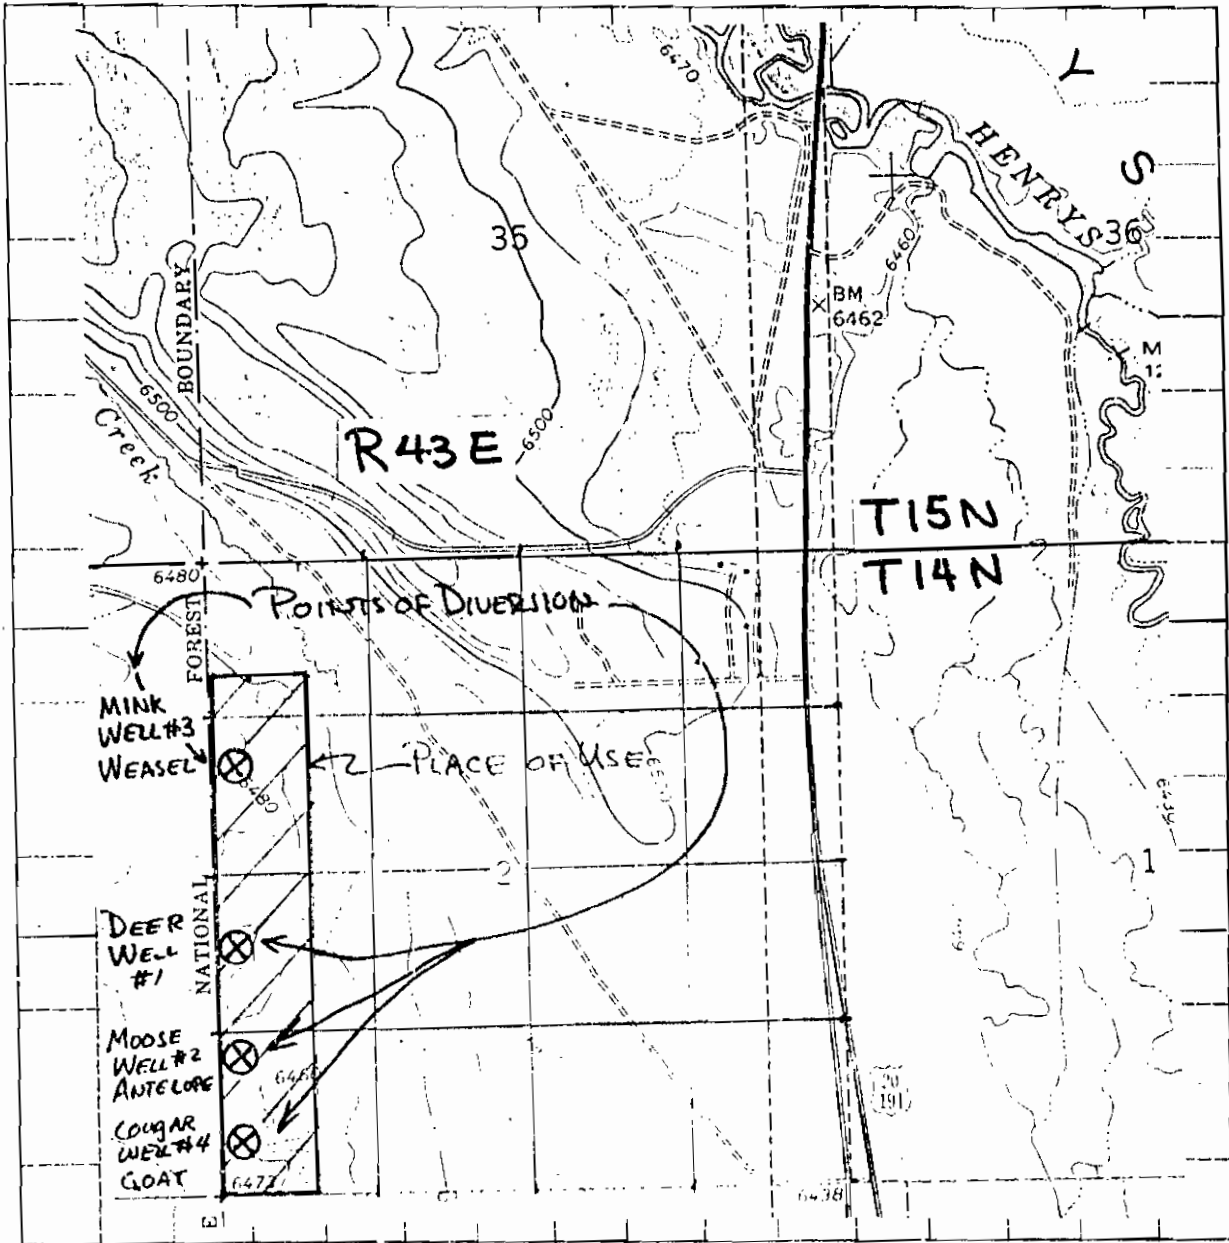 6470
Y
HENRYS
S
35
36
6460
BOUNDARY
BM
6462
M
6500
Creek
R43E
6500
T15N
T14N
6480
POINTS OF DIVERSION
FOREST
MINK
WELL #3
WEASEL
PLACE OF USE
6480
2
1
NATIONAL
DEER
WELL
#1
MOOSE
WELL #2
ANTELOPE
20
191
COUGAR
WELL #4
GOAT
6473
6438
E